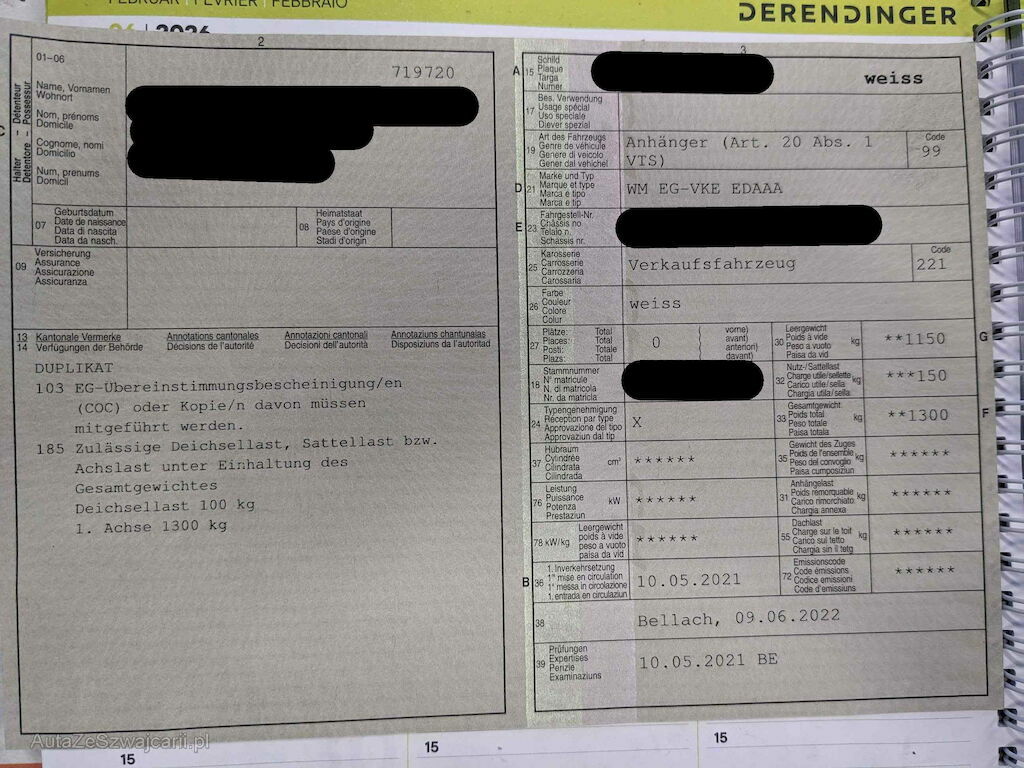 FEBRUAR | FÉVRIER | FEBBRAIO
DERENDINGER
2026
2
01–06
719720
Halter – Détenteur
Detentore – Possessur
Name, Vornamen
Wohnort
Nom, prénoms
Domicile
Cognome, nomi
Domicilio
Num, prenums
Domicil
C
07
Geburtsdatum
Date de naissance
Data di nascita
Data da nasch.
08
Heimatstaat
Pays d'origine
Paese d'origine
Stadi d'origin
09
Versicherung
Assurance
Assicurazione
Assicuranza
13 Kantonale Vermerke Annotations cantonales Annotazioni cantonali Annotaziuns chantunalas
14 Verfügungen der Behörde Décisions de l'autorité Decisioni dell'autorità Disposiziuns da l'autoritad
DUPLIKAT
103 EG-Übereinstimmungsbescheinigung/en
(COC) oder Kopie/n davon müssen
mitgeführt werden.
185 Zulässige Deichsellast, Sattellast bzw.
Achslast unter Einhaltung des
Gesamtgewichtes
Deichsellast 100 kg
1. Achse 1300 kg
3
A 15
Schild
Plaque
Targa
Numer
weiss
17
Bes. Verwendung
Usage spécial
Uso speciale
Diever spezial
19
Art des Fahrzeugs
Genre de véhicule
Genere di veicolo
Gener dal vehichel
Anhänger (Art. 20 Abs. 1
VTS)
Code
99
D 21
Marke und Typ
Marque et type
Marca e tipo
Marca e tip
WM EG-VKE EDAAA
E 23
Fahrgestell-Nr.
Châssis no
Telaio n.
Schassis nr.
25
Karosserie
Carrosserie
Carrozzeria
Carossaria
Verkaufsfahrzeug
Code
221
26
Farbe
Couleur
Colore
Colur
weiss
27
Plätze: Total
Places: Total
Posti: Totale
Plazs: Total
0
vorne)
avant)
anteriori)
davant)
30
Leergewicht
Poids à vide
Peso a vuoto
Paisa da vid
kg
**1150
G
18
Stammnummer
N° matricule
N. di matricola
Nr. da matricla
32
Nutz-/Sattellast
Charge utile/sellette
Carico utile/sella
Chargia utila/sella
kg
***150
24
Typengenehmigung
Réception par type
Approvazione del tipo
Approvaziun dal tip
X
33
Gesamtgewicht
Poids total
Peso totale
Paisa totala
kg
**1300
F
37
Hubraum
Cylindrée
Cilindrata
Cilindrada
cm³
******
35
Gewicht des Zuges
Poids de l'ensemble
Peso del convoglio
Paisa cumposiziun
kg
******
76
Leistung
Puissance
Potenza
Prestaziun
kW
******
31
Anhängelast
Poids remorquable
Carico rimorchiato
Chargia annexa
kg
******
78 kW/kg
Leergewicht
poids à vide
peso a vuoto
paisa da vid
******
55
Dachlast
Charge sur le toit
Carico sul tetto
Chargia sin il tetg
kg
******
B 36
1. Inverkehrsetzung
1re mise en circulation
1a messa in circolazione
1. entrada en circulaziun
10.05.2021
72
Emissionscode
Code émissions
Codice emissioni
Code d'emissiuns
******
38
Bellach, 09.06.2022
39
Prüfungen
Expertises
Perizie
Examinaziuns
10.05.2021 BE
AutaZeSzwajcarii.pl
15
15
15